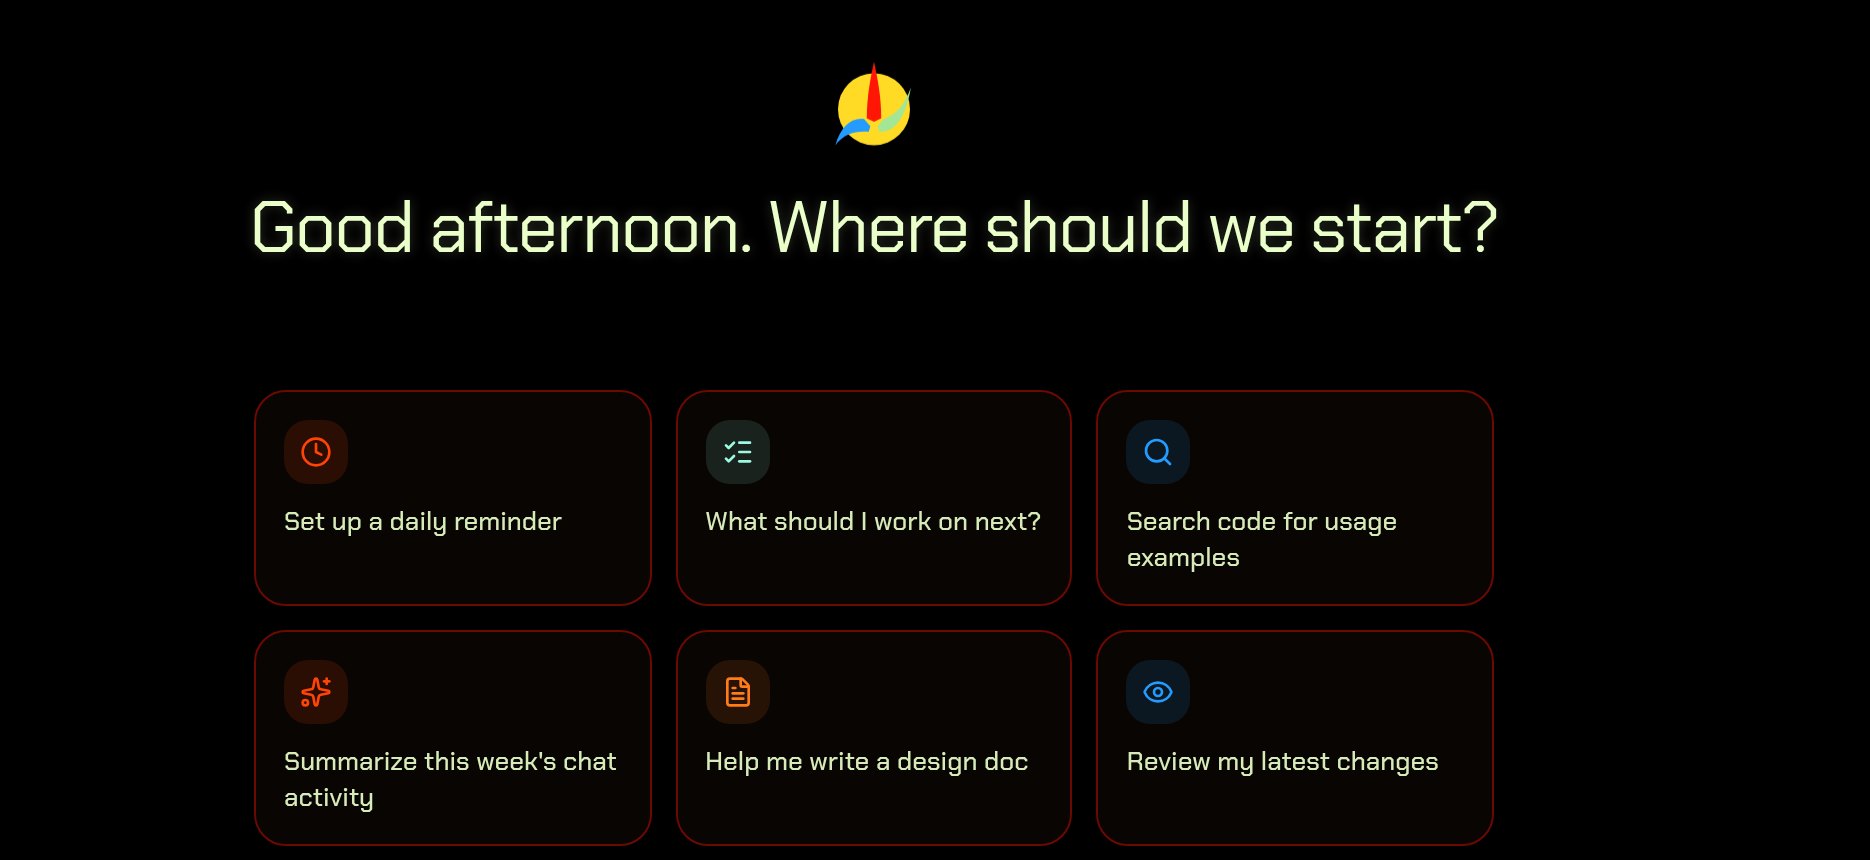 Good afternoon. Where should we start?
Set up a daily reminder
What should I work on next?
Search code for usage
examples
Summarize this week's chat
activity
Help me write a design doc
Review my latest changes